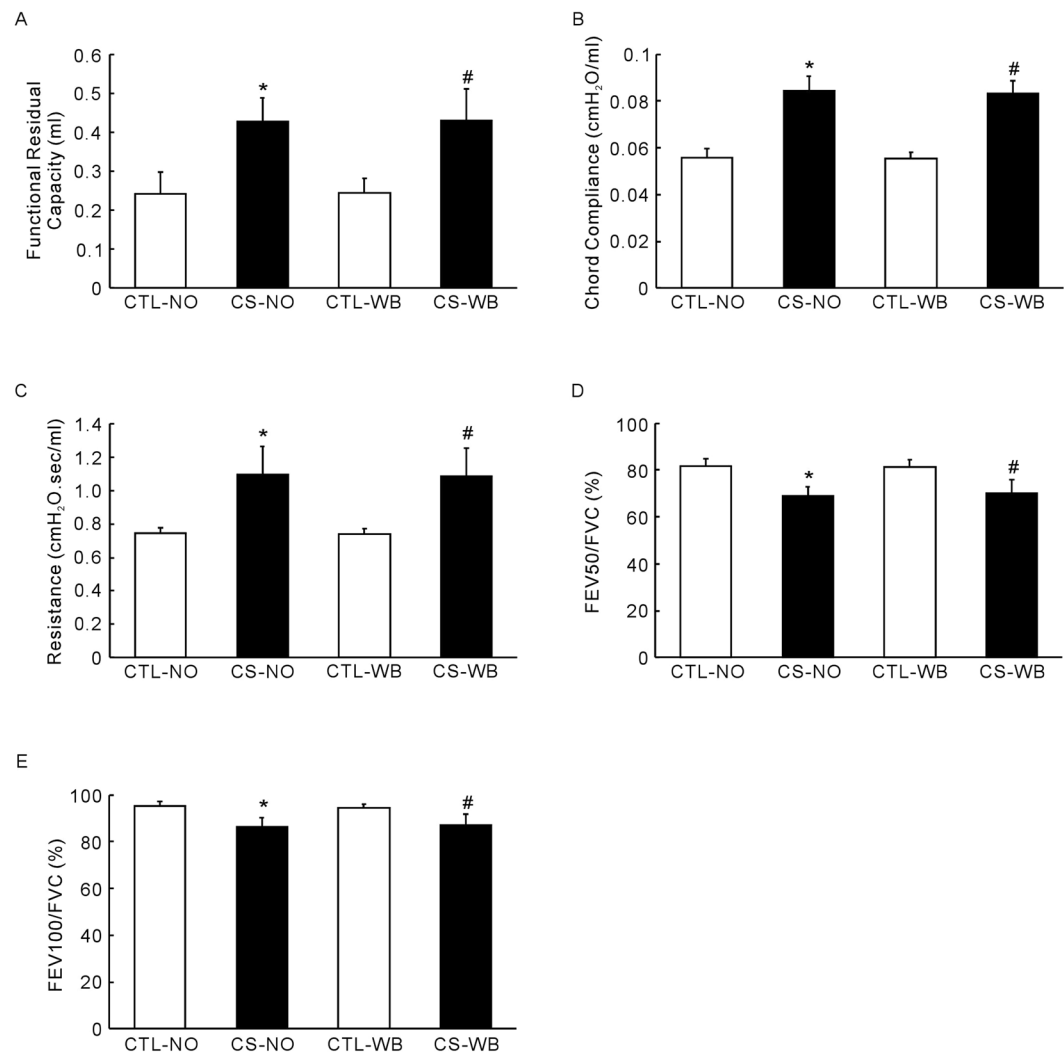 A
Functional Residual
Capacity (ml)
0.6
0.5
0.4
0.3
0.2
0.1
0
*
#
CTL-NO CS-NO CTL-WB CS-WB
B
Chord Compliance (cmH₂O/ml)
0.1
0.08
0.06
0.04
0.02
0
*
#
CTL-NO CS-NO CTL-WB CS-WB
C
Resistance (cmH₂O.sec/ml)
1.4
1.2
1.0
0.8
0.6
0.4
0.2
0
*
#
CTL-NO CS-NO CTL-WB CS-WB
D
FEV50/FVC (%)
100
80
60
40
20
0
*
#
CTL-NO CS-NO CTL-WB CS-WB
E
FEV100/FVC (%)
100
80
60
40
20
0
*
#
CTL-NO CS-NO CTL-WB CS-WB